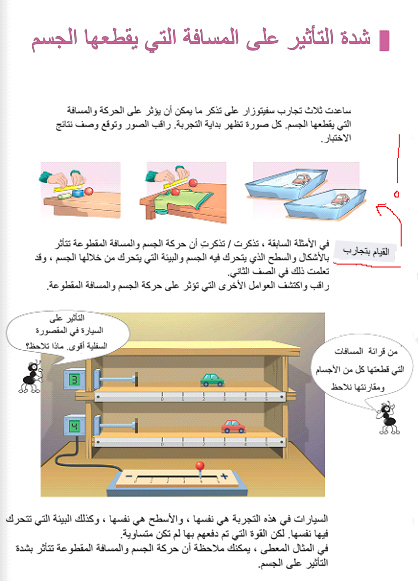 شدة التأثير على المسافة التي يقطعها الجسم
ساعدت ثلاث تجارب سفيتوزار على تذكر ما يمكن أن يؤثر على الحركة والمسافة
التي يقطعها الجسم. كل صورة تظهر بداية التجربة. راقب الصور وتوقع وصف نتائج
الاختبار.
القيام بتجارب
في الأمثلة السابقة ، تذكرت / تذكرتِ أن حركة الجسم والمسافة المقطوعة تتأثر
بالأشكال والسطح الذي يتحرك فيه الجسم والبيئة التي يتحرك من خلالها الجسم ، وقد
تعلمت ذلك في الصف الثاني.
راقب واكتشف العوامل الأخرى التي تؤثر على حركة الجسم والمسافة المقطوعة.
التأثير على
السيارة في المقصورة
السفلية أقوى. ماذا تلاحظ؟
من قرائة المسافات
التي قطعتها كل من الأجسام
ومقارنتها نلاحظ
3
4
السيارات في هذه التجربة هي نفسها ، والأسطح هي نفسها ، وكذلك البيئة التي تتحرك
فيها نفسها. لكن القوة التي تم دفعهم بها لم تكن متساوية.
في المثال المعطى ، يمكنك ملاحظة أن حركة الجسم والمسافة المقطوعة تتأثر بشدة
التأثير على الجسم.